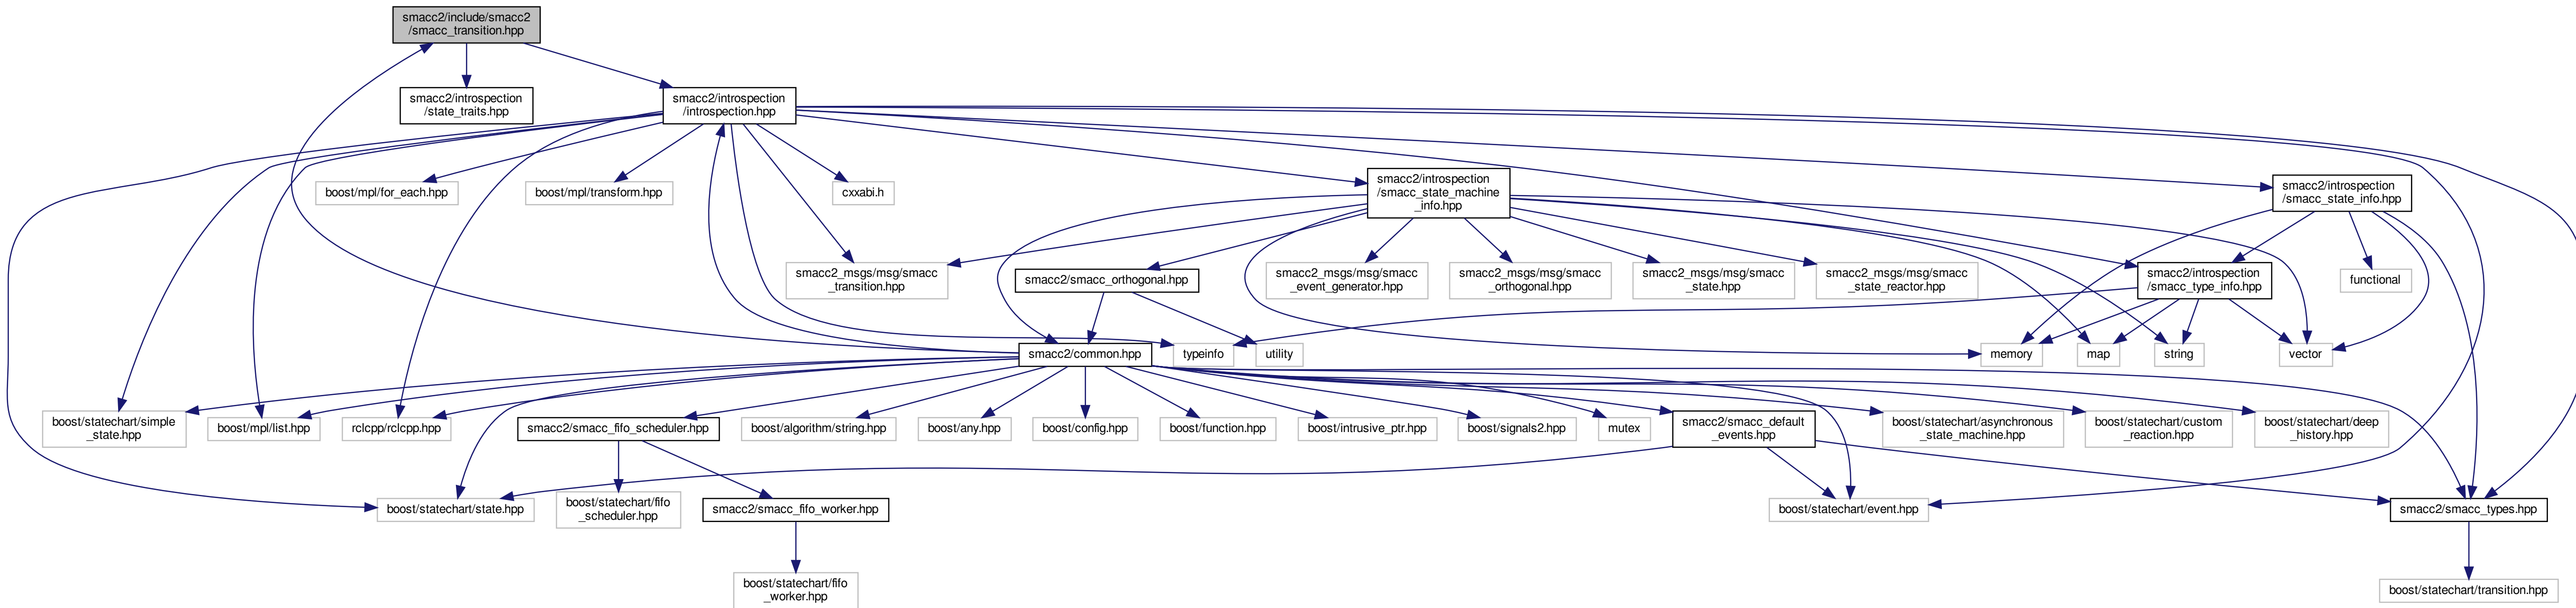 smacc2/include/smacc2
/smacc_transition.hpp
smacc2/introspection
/state_traits.hpp
smacc2/introspection
/introspection.hpp
boost/mpl/for_each.hpp
boost/mpl/transform.hpp
cxxabi.h
smacc2/introspection
/smacc_state_machine
_info.hpp
smacc2/introspection
/smacc_state_info.hpp
smacc2_msgs/msg/smacc
_transition.hpp
smacc2/smacc_orthogonal.hpp
smacc2_msgs/msg/smacc
_event_generator.hpp
smacc2_msgs/msg/smacc
_orthogonal.hpp
smacc2_msgs/msg/smacc
_state.hpp
smacc2_msgs/msg/smacc
_state_reactor.hpp
smacc2/introspection
/smacc_type_info.hpp
functional
smacc2/common.hpp
typeinfo
utility
memory
map
string
vector
boost/statechart/simple
_state.hpp
boost/mpl/list.hpp
rclcpp/rclcpp.hpp
smacc2/smacc_fifo_scheduler.hpp
boost/algorithm/string.hpp
boost/any.hpp
boost/config.hpp
boost/function.hpp
boost/intrusive_ptr.hpp
boost/signals2.hpp
mutex
smacc2/smacc_default
_events.hpp
boost/statechart/asynchronous
_state_machine.hpp
boost/statechart/custom
_reaction.hpp
boost/statechart/deep
_history.hpp
boost/statechart/state.hpp
boost/statechart/fifo
_scheduler.hpp
smacc2/smacc_fifo_worker.hpp
boost/statechart/event.hpp
smacc2/smacc_types.hpp
boost/statechart/fifo
_worker.hpp
boost/statechart/transition.hpp